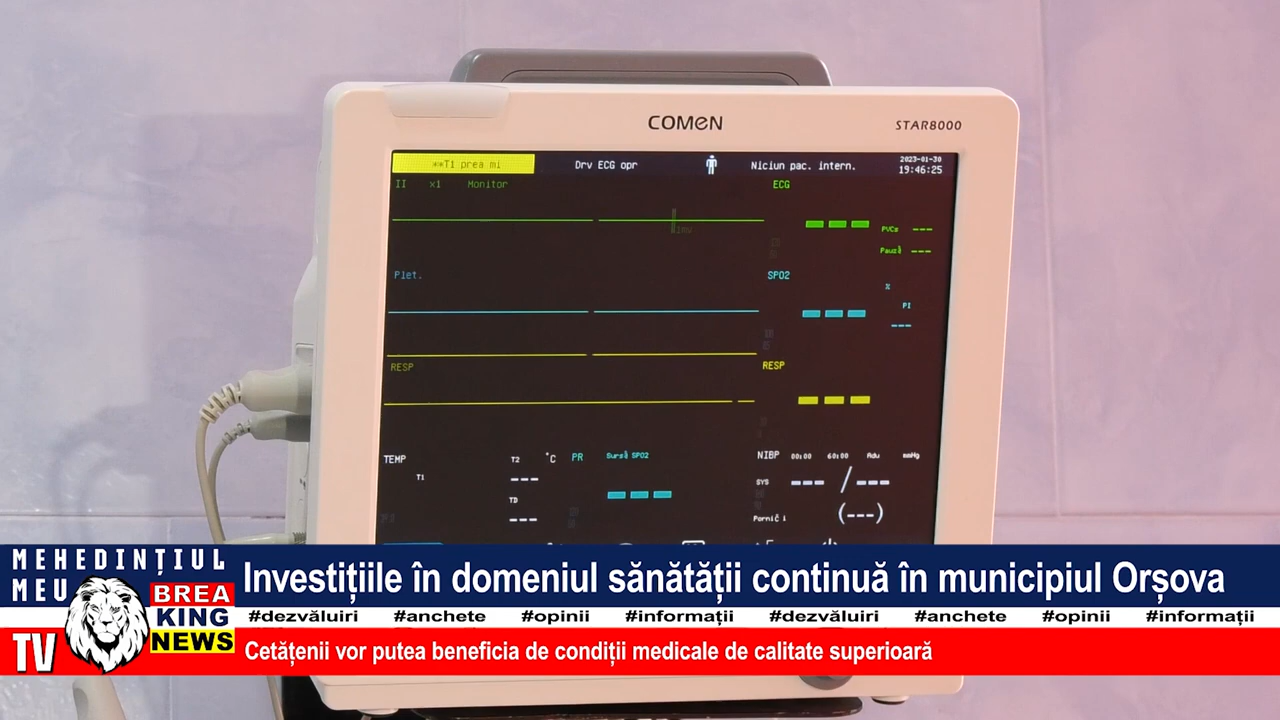 COMEN
STAR8000
**T1 prea mi
Drv ECG opr
Niciun pac. intern.
2023-01-30
19:46:25
II x1 Monitor
ECG
1mV
PVCs ---
Pauză ---
Plet.
SPO2
%
PI
---
RESP
RESP
TEMP
T1
T2 °C
---
TD
---
PR
Sursă SPO2
NIBP 00:00 60:00 Adu mmHg
SYS --- / ---
(---)
MEHEDINȚIUL
MEU
TV
BREA
KING
NEWS
Investițiile în domeniul sănătății continuă în municipiul Orșova
#dezvăluiri #anchete #opinii #informații #dezvăluiri #anchete #opinii #informații
Cetățenii vor putea beneficia de condiții medicale de calitate superioară